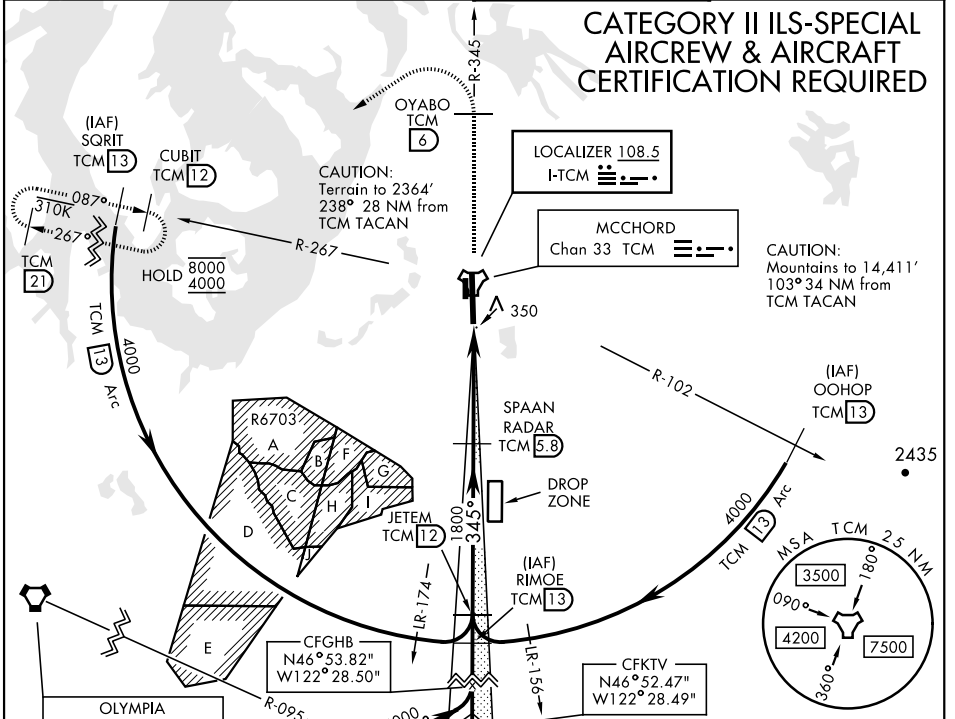 CATEGORY II ILS-SPECIAL
AIRCREW & AIRCRAFT
CERTIFICATION REQUIRED
R-345
OYABO
TCM
6
(IAF)
SQRIT
TCM 13
CUBIT
TCM 12
LOCALIZER 108.5
I-TCM
CAUTION:
Terrain to 2364'
238° 28 NM from
TCM TACAN
087°
310K
267°
R-267
MCCHORD
Chan 33 TCM
CAUTION:
Mountains to 14,411'
103° 34 NM from
TCM TACAN
TCM
21
HOLD 8000
4000
350
TCM 13 Arc
4000
R-102
(IAF)
OOHOP
TCM 13
R6703
A
B
F
G
C
H
I
J
D
E
SPAAN
RADAR
TCM 5.8
2435
DROP
ZONE
JETEM
TCM 12
1800
345°
4000
TCM 13 Arc
(IAF)
RIMOE
TCM 13
MSA TCM 25 NM
3500
180°
090°
4200
7500
360°
LR-174
LR-156
CFGHB
N46°53.82"
W122°28.50"
CFKTV
N46°52.47"
W122°28.49"
OLYMPIA
R-095